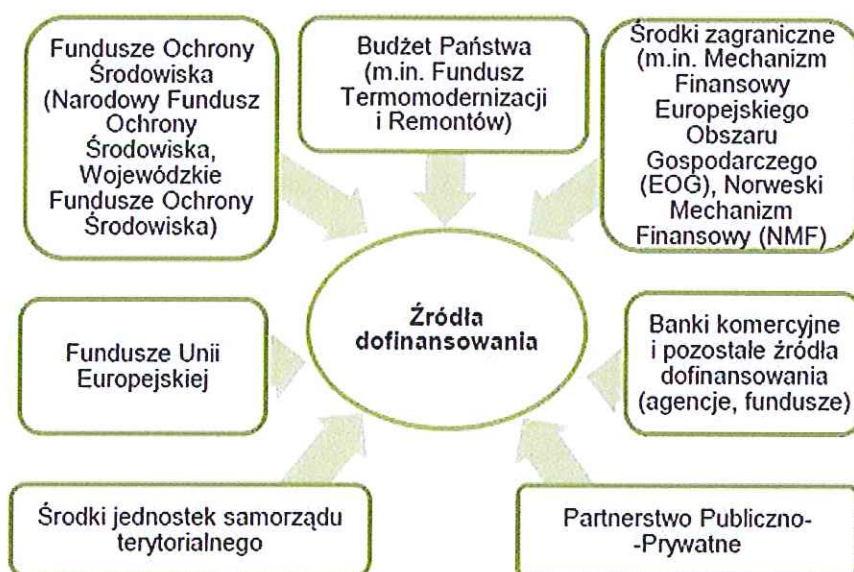 Fundusze Ochrony
Środowiska
(Narodowy Fundusz
Ochrony
Środowiska,
Wojewódzkie
Fundusze Ochrony
Środowiska)
Budżet Państwa
(m.in. Fundusz
Termomodernizacji
i Remontów)
Środki zagraniczne
(m.in. Mechanizm
Finansowy
Europejskiego
Obszaru
Gospodarczego
(EOG), Norweski
Mechanizm
Finansowy (NMF)
Źródła
dofinansowania
Fundusze Unii
Europejskiej
Banki komercyjne
i pozostałe źródła
dofinansowania
(agencje, fundusze)
Środki jednostek samorządu
terytorialnego
Partnerstwo Publiczno-
-Prywatne